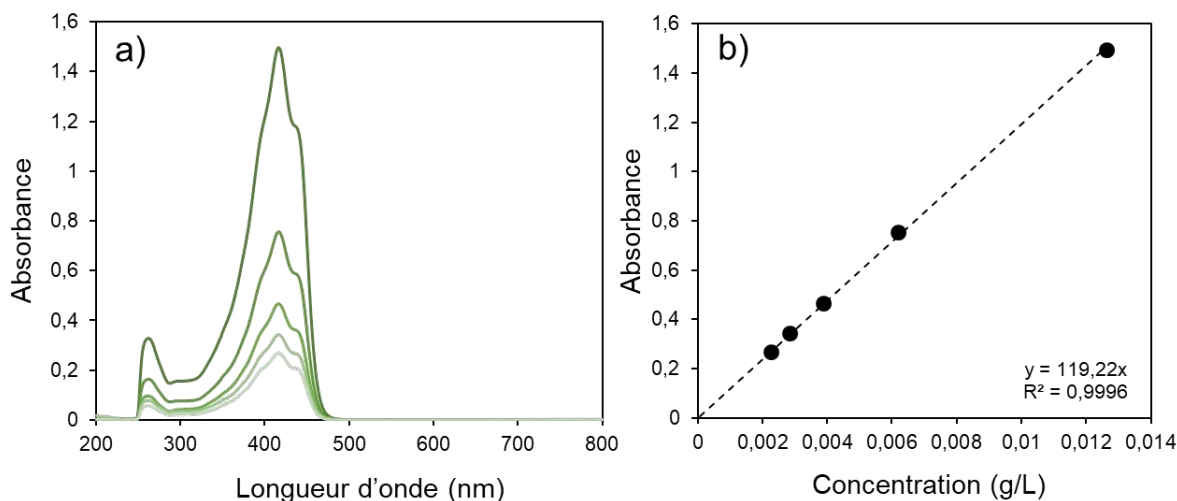 a)
1,6
1,4
1,2
1
0,8
0,6
0,4
0,2
0
200 300 400 500 600 700 800
Absorbance
Longueur d’onde (nm)
b)
1,6
1,4
1,2
1
0,8
0,6
0,4
0,2
0
0 0,002 0,004 0,006 0,008 0,01 0,012 0,014
Absorbance
Concentration (g/L)
y = 119,22x
R² = 0,9996